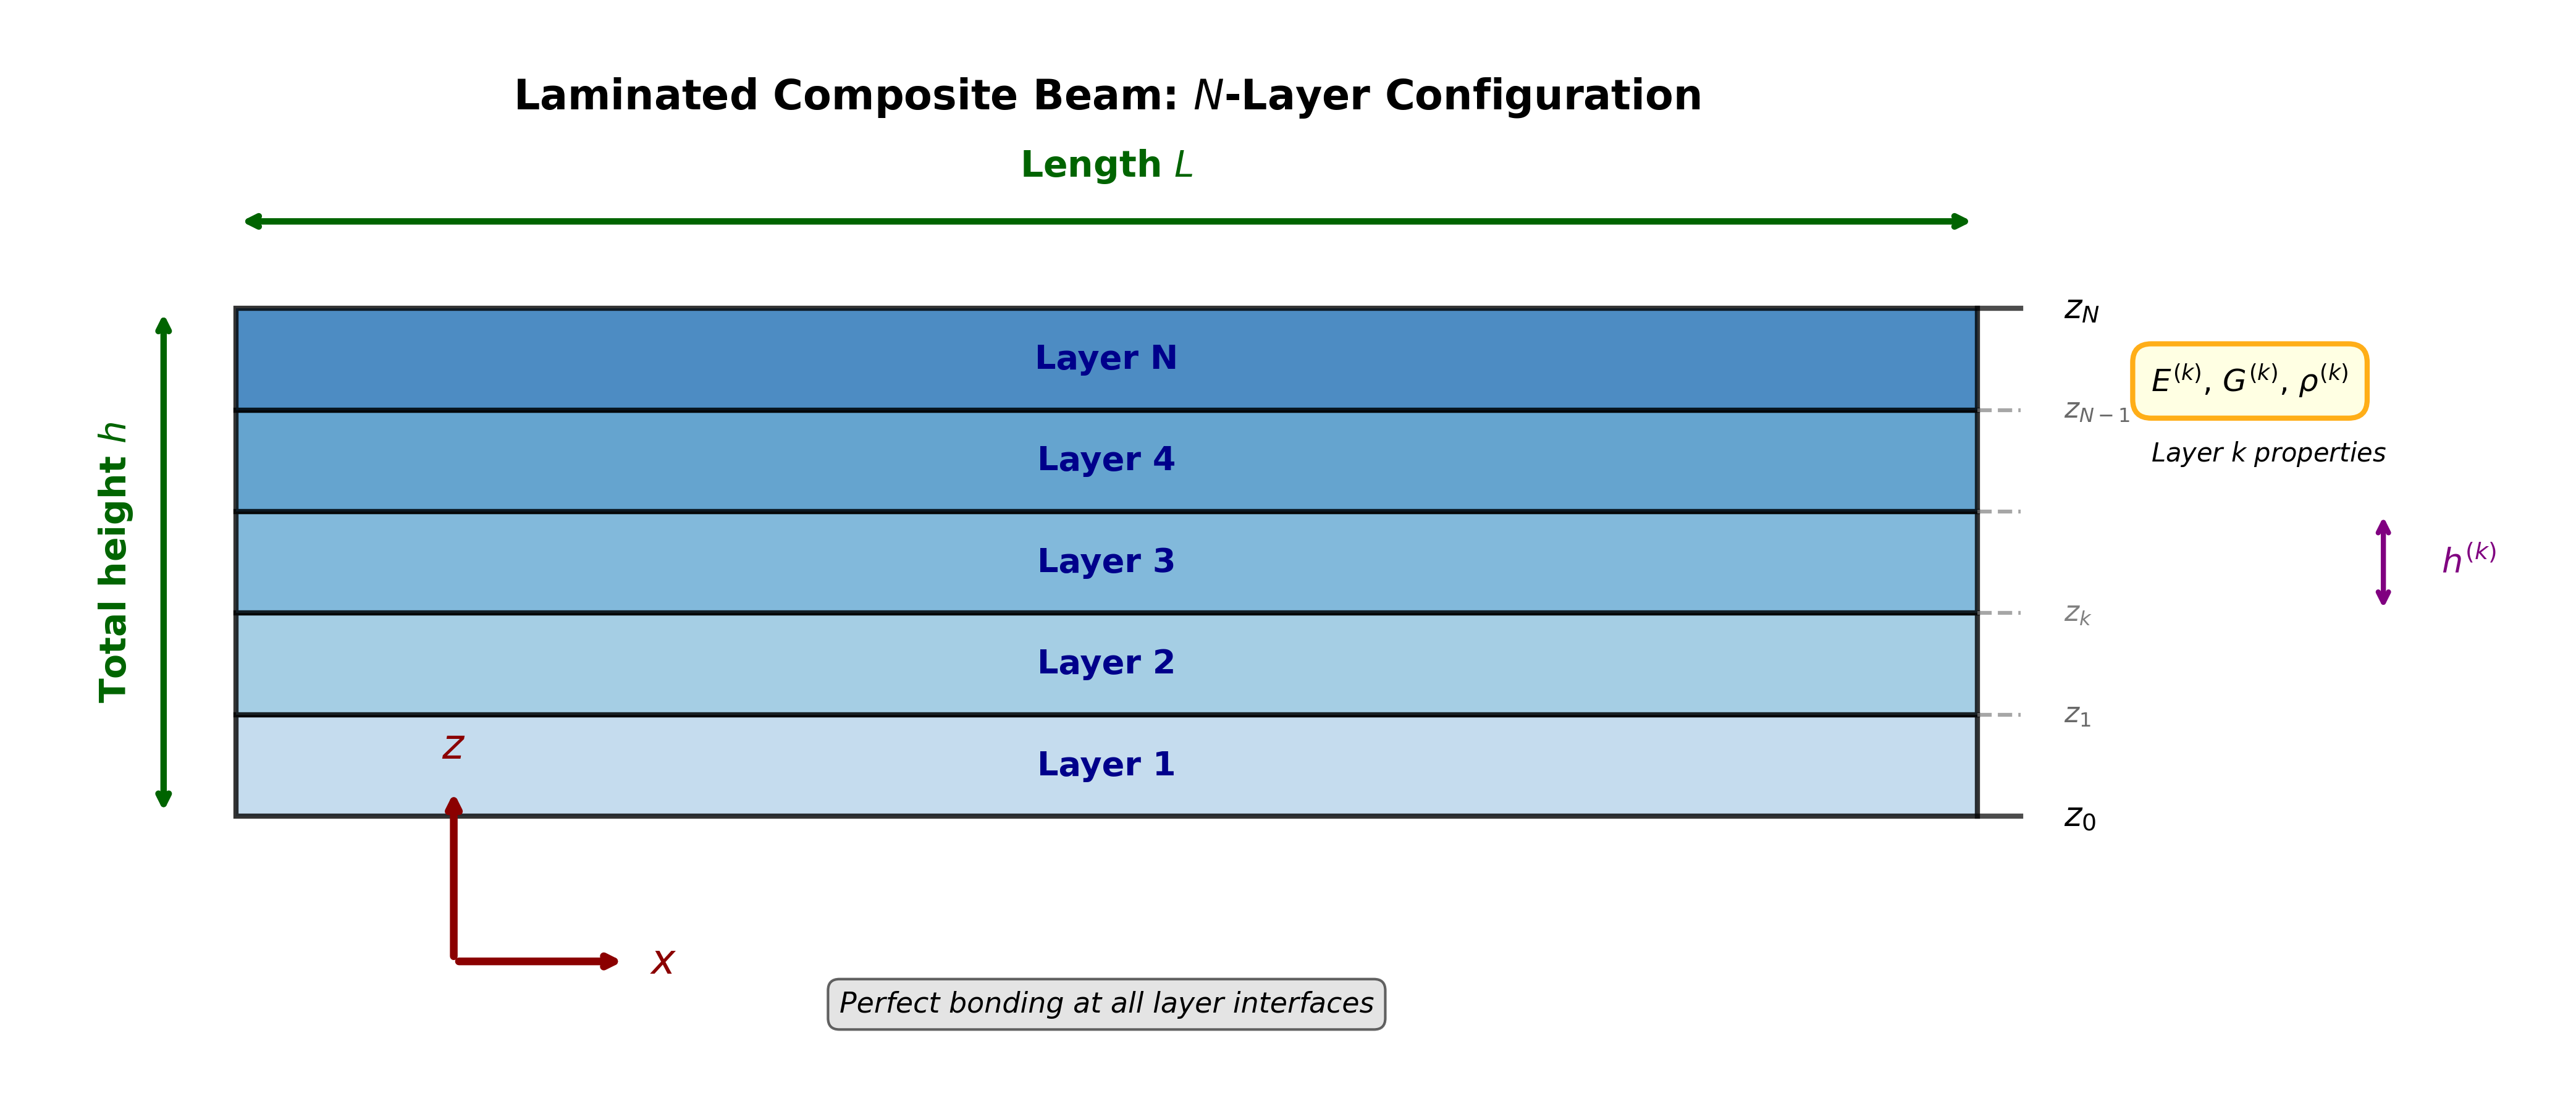 Laminated Composite Beam: N-Layer Configuration
Length L
Total height h
Layer N
Layer 4
Layer 3
Layer 2
Layer 1
z_N
z_{N−1}
z_k
z_1
z_0
E^{(k)}, G^{(k)}, ρ^{(k)}
Layer k properties
h^{(k)}
z
x
Perfect bonding at all layer interfaces